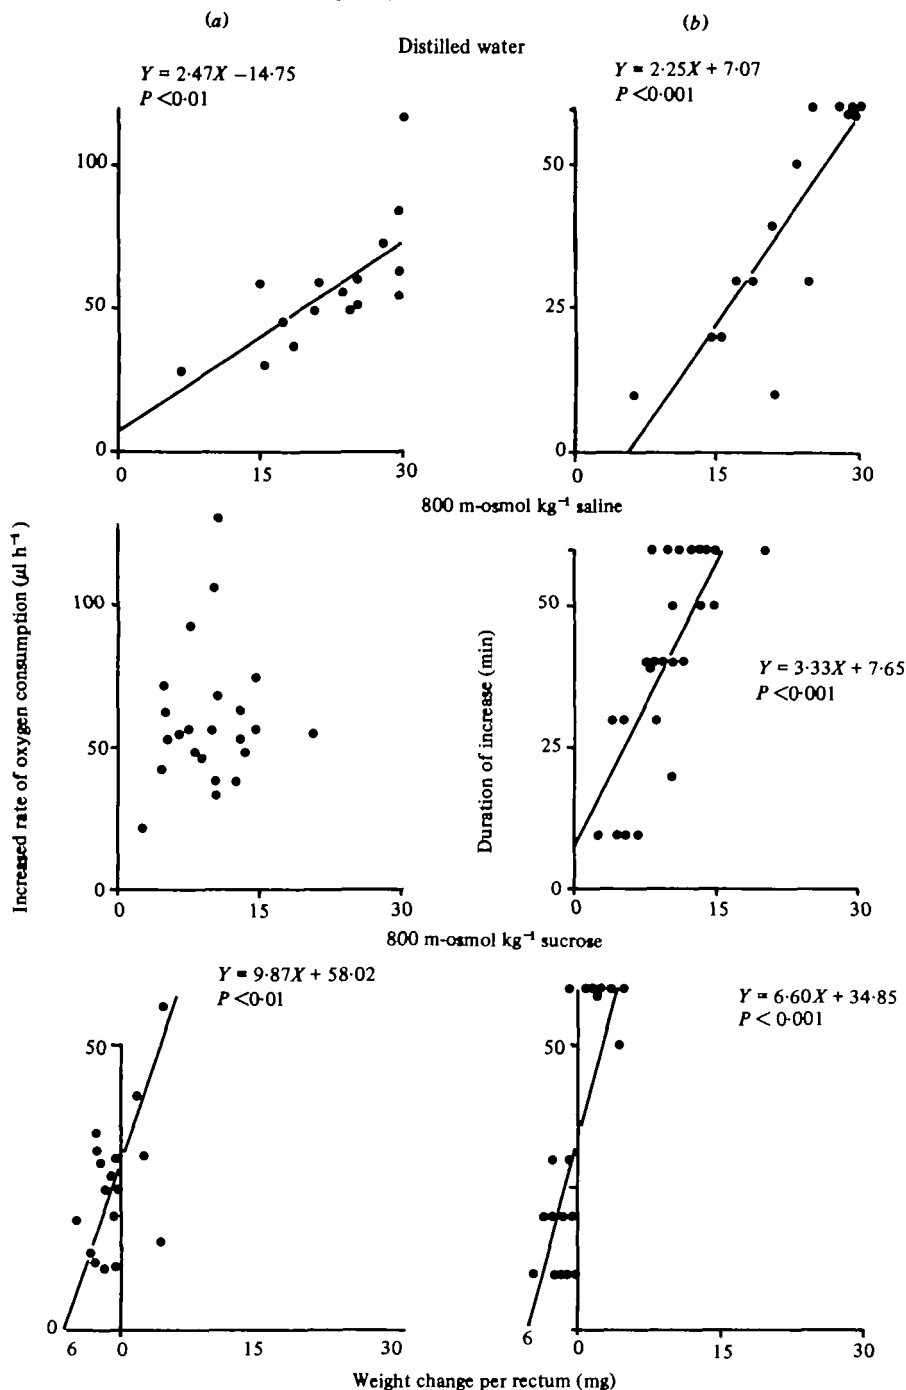 (a)
(b)
Distilled water
Y = 2·47X −14·75
P <0·01
Y = 2·25X + 7·07
P <0·001
100
50
0
0
15
30
50
25
0
0
15
30
800 m-osmol kg⁻¹ saline
Increased rate of oxygen consumption (μl h⁻¹)
100
50
0
0
15
30
Duration of increase (min)
50
25
0
0
15
30
Y = 3·33X + 7·65
P <0·001
800 m-osmol kg⁻¹ sucrose
Y = 9·87X + 58·02
P <0·01
50
0
6
0
15
30
Y = 6·60X + 34·85
P < 0·001
50
6
0
15
30
Weight change per rectum (mg)